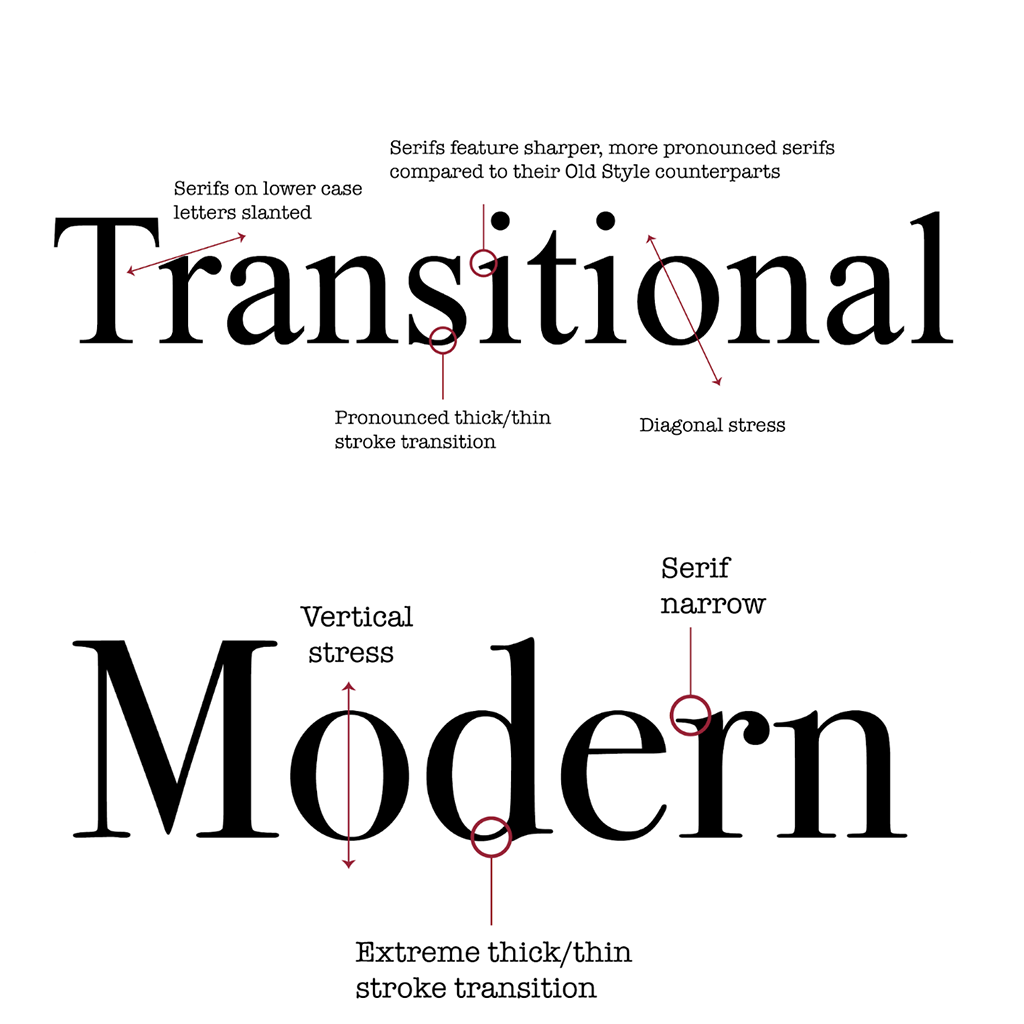 Serifs feature sharper, more pronounced serifs
compared to their Old Style counterparts
Serifs on lower case
letters slanted
Transitional
Pronounced thick/thin
stroke transition
Diagonal stress
Serif
narrow
Vertical
stress
Modern
Extreme thick/thin
stroke transition